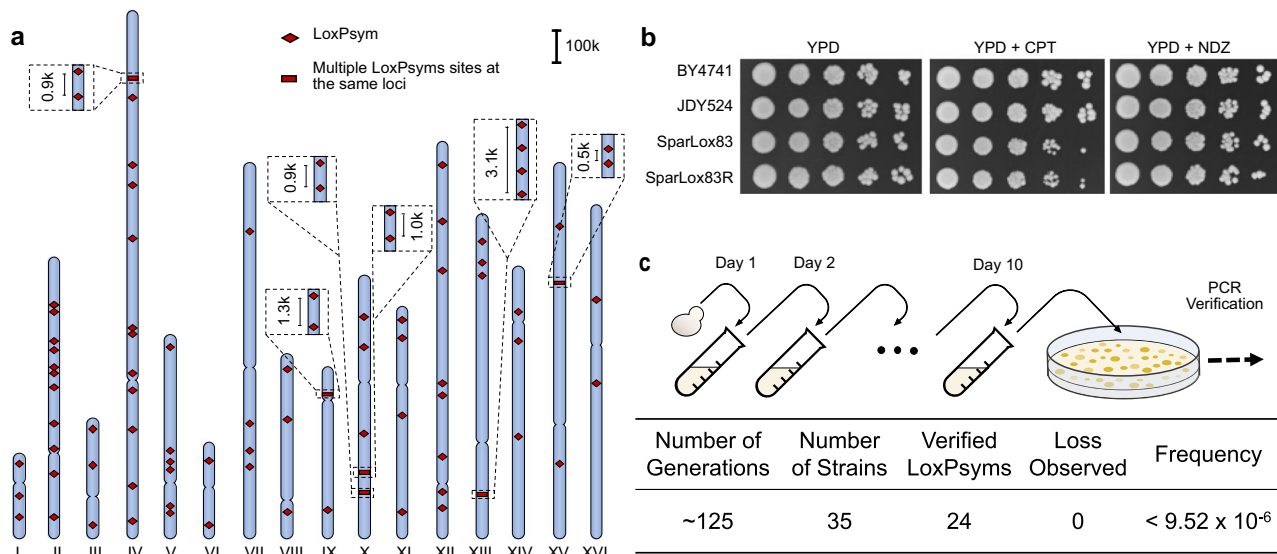 a
LoxPsym
Multiple LoxPsyms sites at
the same loci
100k
0.9k
0.9k
1.3k
1.0k
3.1k
0.5k
I II III IV V VI VII VIII IX X XI XII XIII XIV XV XVI
b
YPD YPD + CPT YPD + NDZ
BY4741
JDY524
SparLox83
SparLox83R
c
Day 1 Day 2 Day 10
PCR
Verification
Number of Number Verified Loss Frequency
Generations of Strains LoxPsyms Observed
~125 35 24 0 < 9.52 x 10⁻⁶